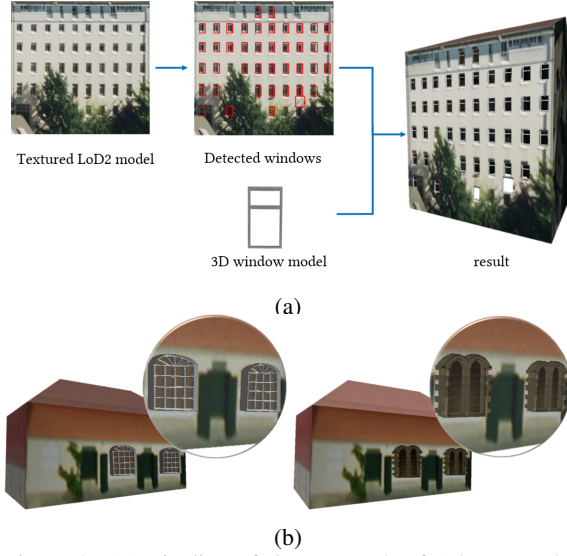 Textured LoD2 model
Detected windows
3D window model
result
(a)
(b)